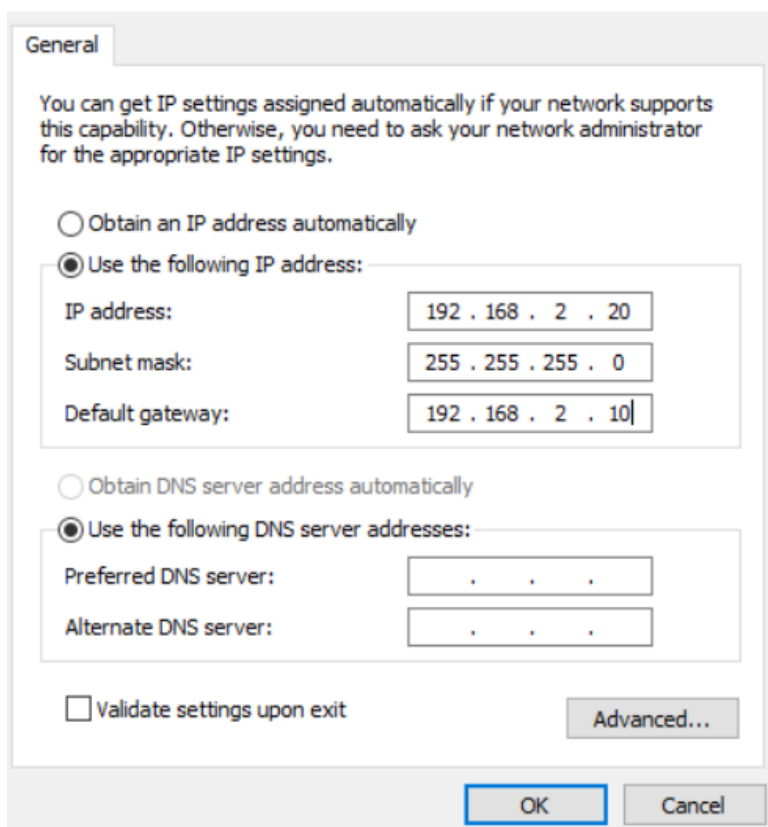 General
You can get IP settings assigned automatically if your network supports
this capability. Otherwise, you need to ask your network administrator
for the appropriate IP settings.
Obtain an IP address automatically
Use the following IP address:
IP address: 192 . 168 . 2 . 20
Subnet mask: 255 . 255 . 255 . 0
Default gateway: 192 . 168 . 2 . 10
Obtain DNS server address automatically
Use the following DNS server addresses:
Preferred DNS server: . . .
Alternate DNS server: . . .
Validate settings upon exit
Advanced...
OK Cancel